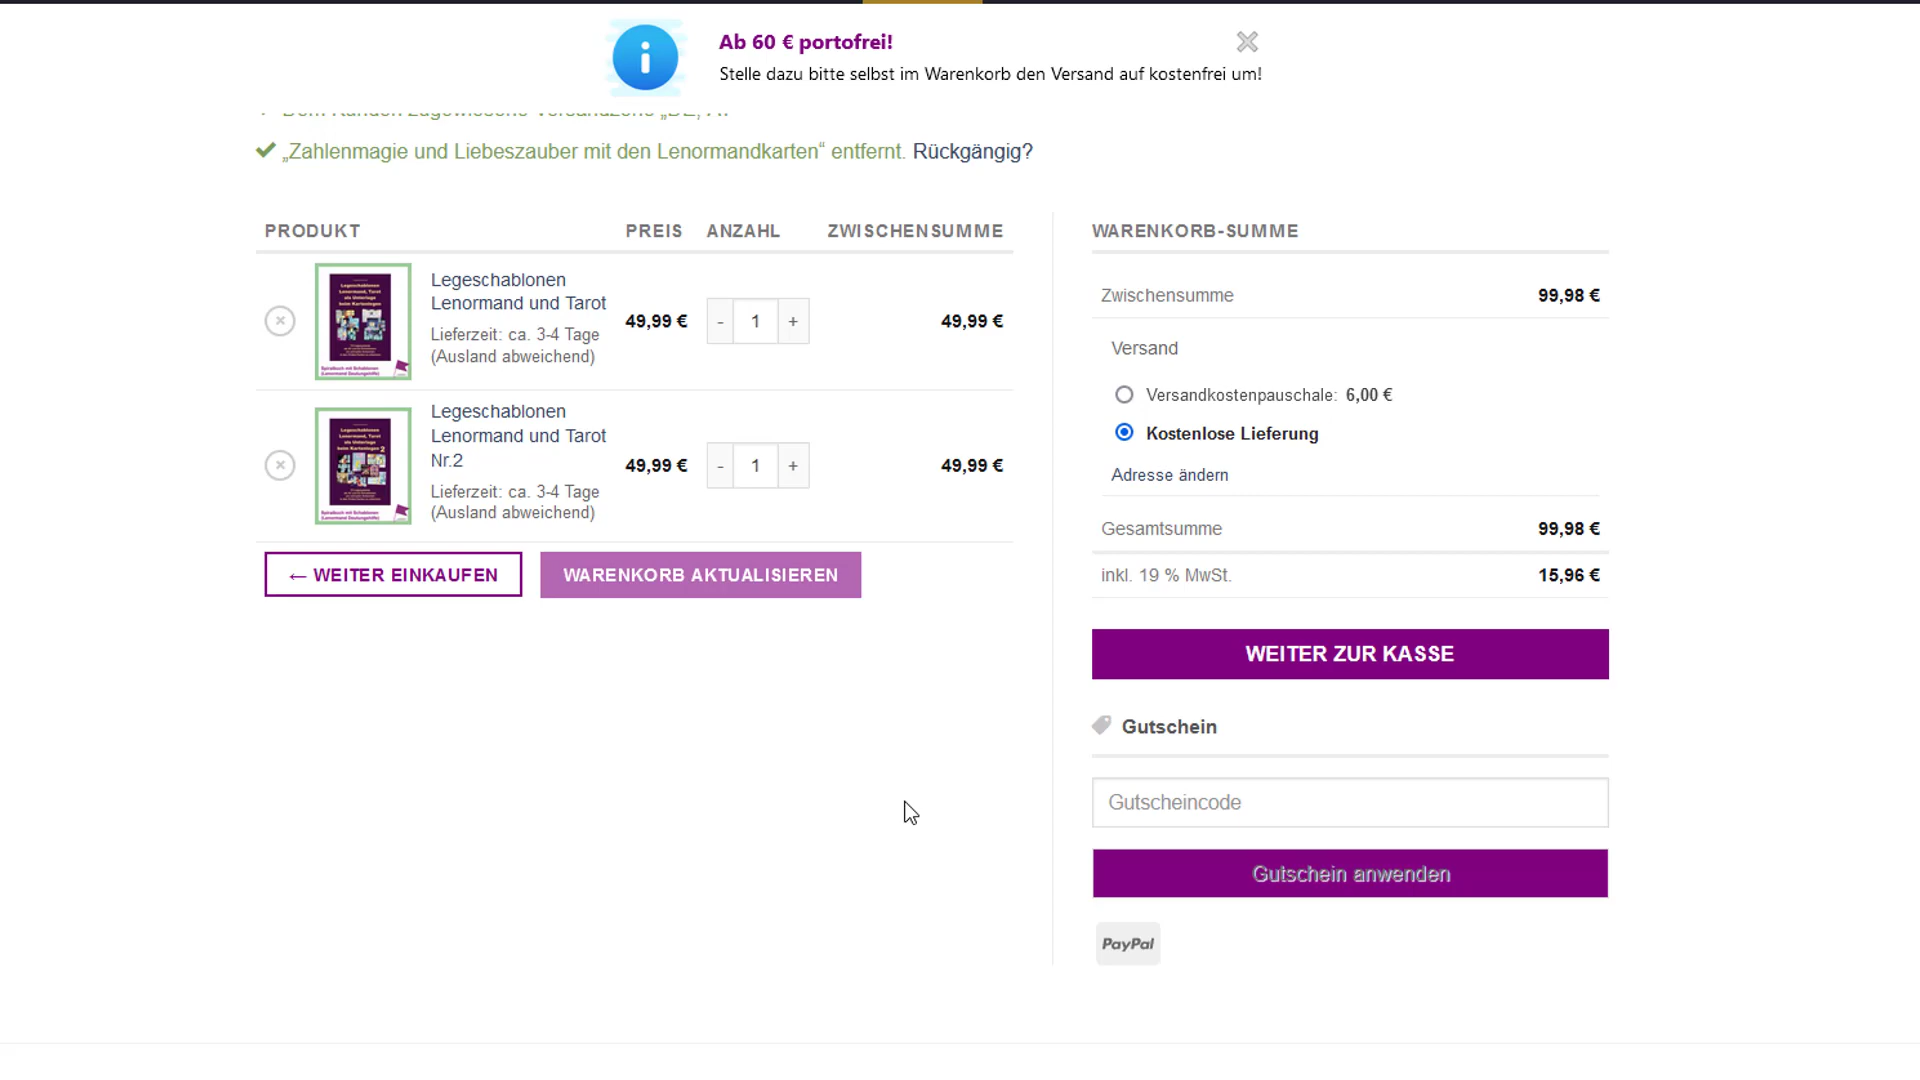 Ab 60 € portofrei!
Stelle dazu bitte selbst im Warenkorb den Versand auf kostenfrei um!
„Zahlenmagie und Liebeszauber mit den Lenormandkarten“ entfernt. Rückgängig?
PRODUKT PREIS ANZAHL ZWISCHENSUMME
Legeschablonen
Lenormand und Tarot
Lieferzeit: ca. 3-4 Tage
(Ausland abweichend)
49,99 € - 1 + 49,99 €
Legeschablonen
Lenormand und Tarot
Nr.2
Lieferzeit: ca. 3-4 Tage
(Ausland abweichend)
49,99 € - 1 + 49,99 €
← WEITER EINKAUFEN
WARENKORB AKTUALISIEREN
WARENKORB-SUMME
Zwischensumme 99,98 €
Versand
Versandkostenpauschale: 6,00 €
Kostenlose Lieferung
Adresse ändern
Gesamtsumme 99,98 €
inkl. 19 % MwSt. 15,96 €
WEITER ZUR KASSE
Gutschein
Gutscheincode
Gutschein anwenden
PayPal